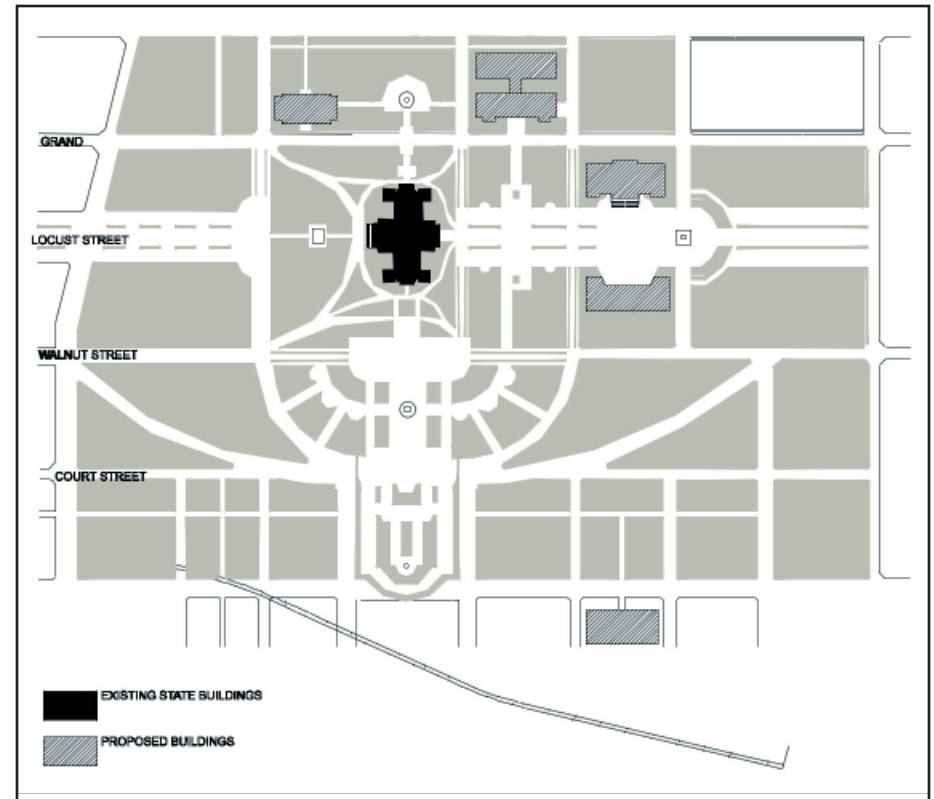 GRAND
LOCUST STREET
WALNUT STREET
COURT STREET
EXISTING STATE BUILDINGS
PROPOSED BUILDINGS